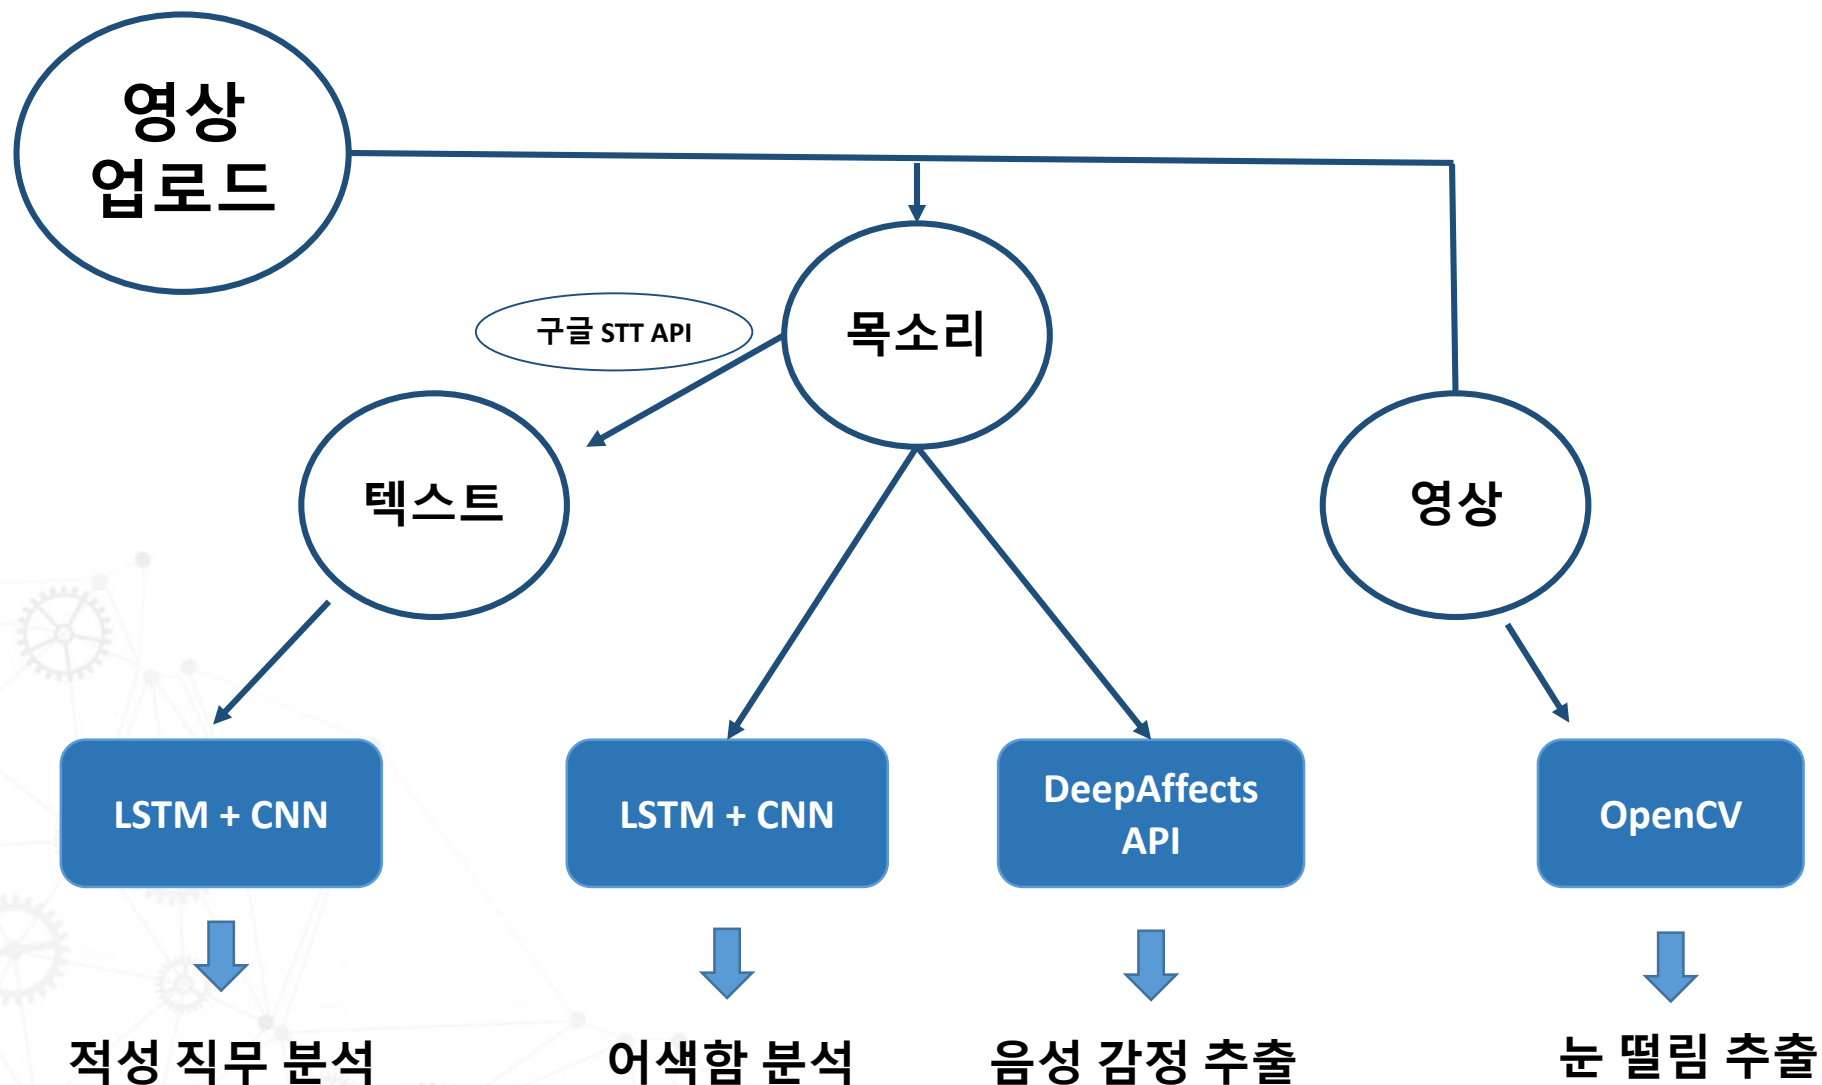 영상
업로드
구글 STT API
목소리
텍스트
영상
LSTM + CNN
LSTM + CNN
DeepAffects
API
OpenCV
적성 직무 분석
어색함 분석
음성 감정 추출
눈 떨림 추출